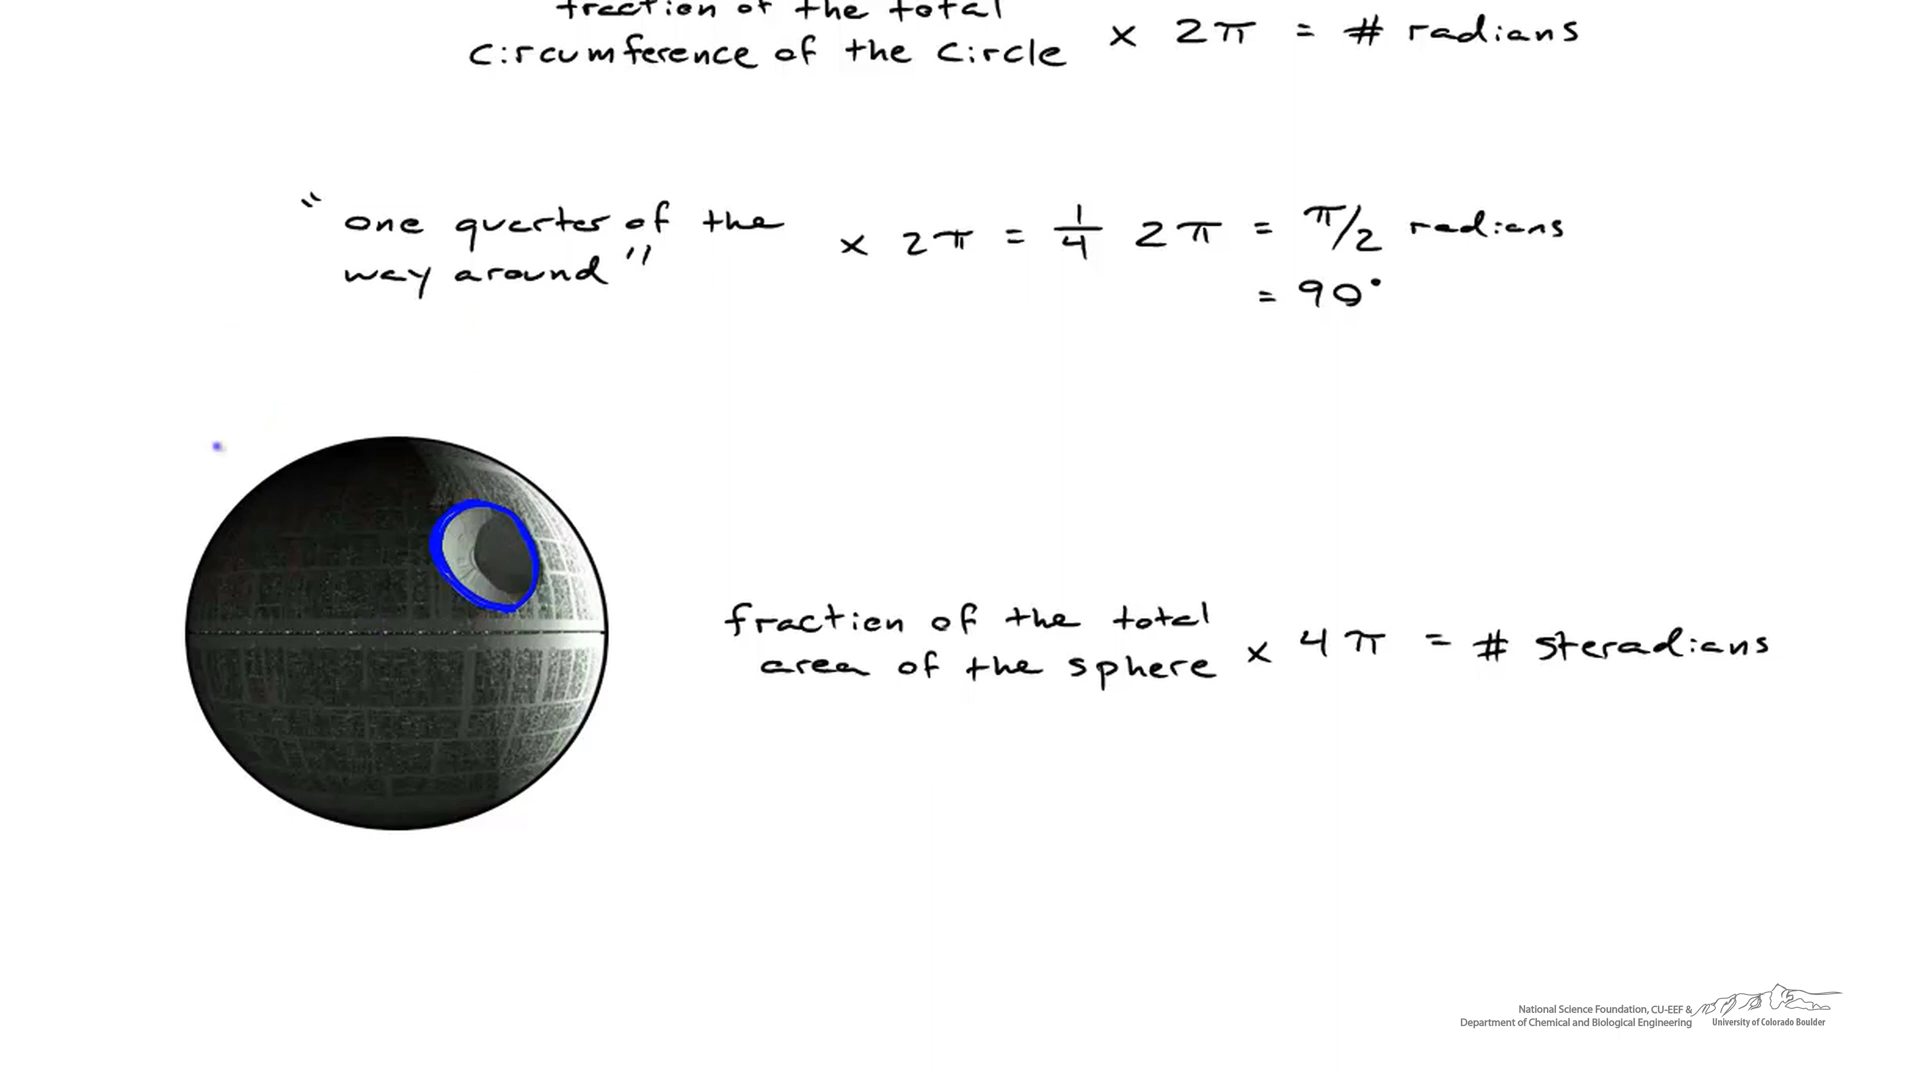 fraction of the total
circumference of the circle × 2π = # radians
"one quarter of the
way around" × 2π = 1/4 2π = π/2 radians
= 90°
fraction of the total
area of the sphere × 4π = # steradians
National Science Foundation, CU-EEF &
Department of Chemical and Biological Engineering
University of Colorado Boulder